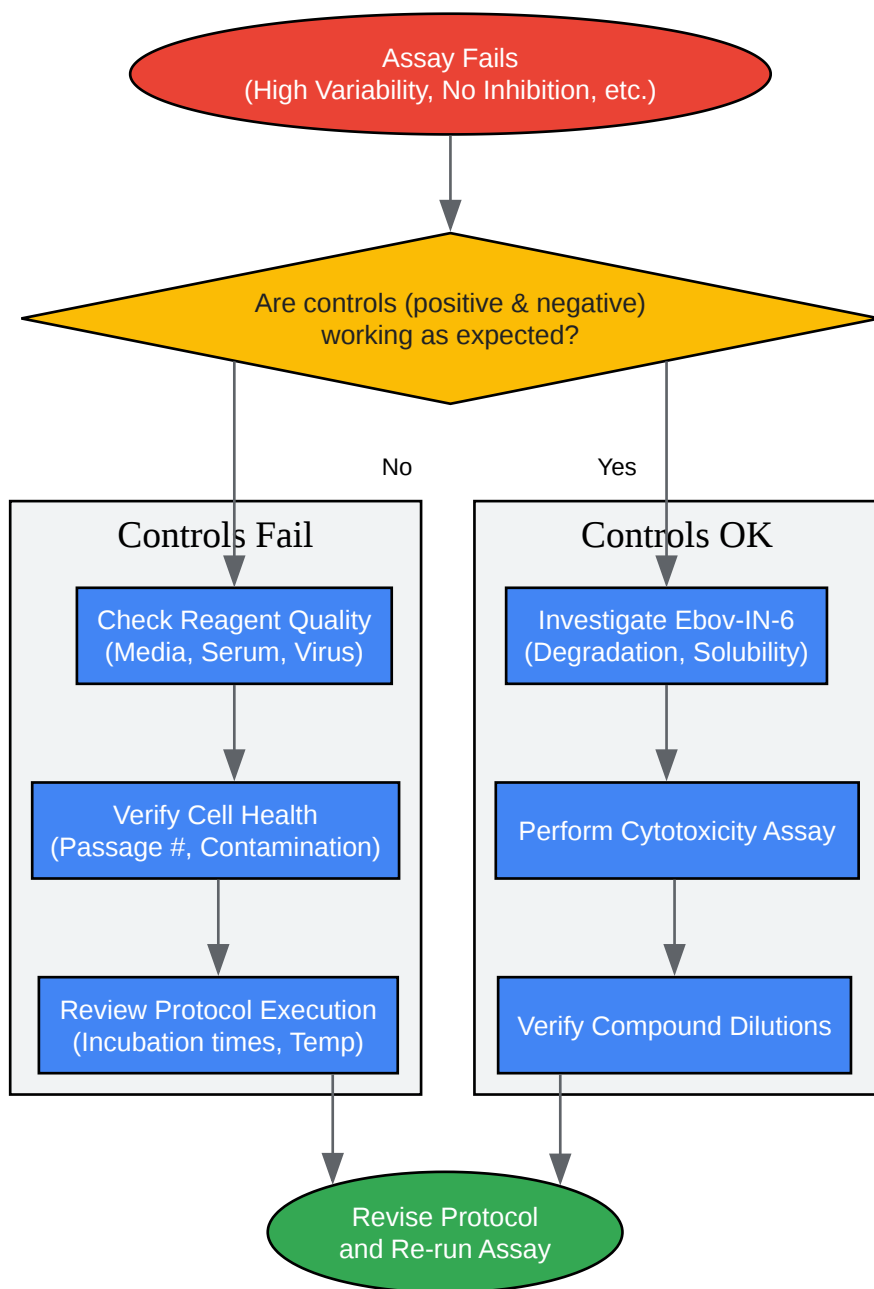 Assay Fails
(High Variability, No Inhibition, etc.)
Are controls (positive & negative)
working as expected?
No
Yes
Controls Fail
Check Reagent Quality
(Media, Serum, Virus)
Verify Cell Health
(Passage #, Contamination)
Review Protocol Execution
(Incubation times, Temp)
Controls OK
Investigate Ebov-IN-6
(Degradation, Solubility)
Perform Cytotoxicity Assay
Verify Compound Dilutions
Revise Protocol
and Re-run Assay